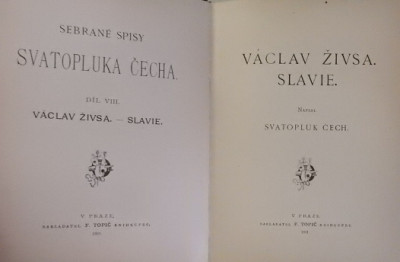 SEBRANÉ SPISY
SVATOPLUKA ČECHA.
DÍL VIII.
VÁCLAV ŽIVSA. — SLAVIE.
V PRAZE.
NAKLADATEL F. TOPIČ KNIHKUPEC
VÁCLAV ŽIVSA.
SLAVIE.
Napsal
SVATOPLUK ČECH.
V PRAZE.
NAKLADATEL F. TOPIČ KNIHKUPEC